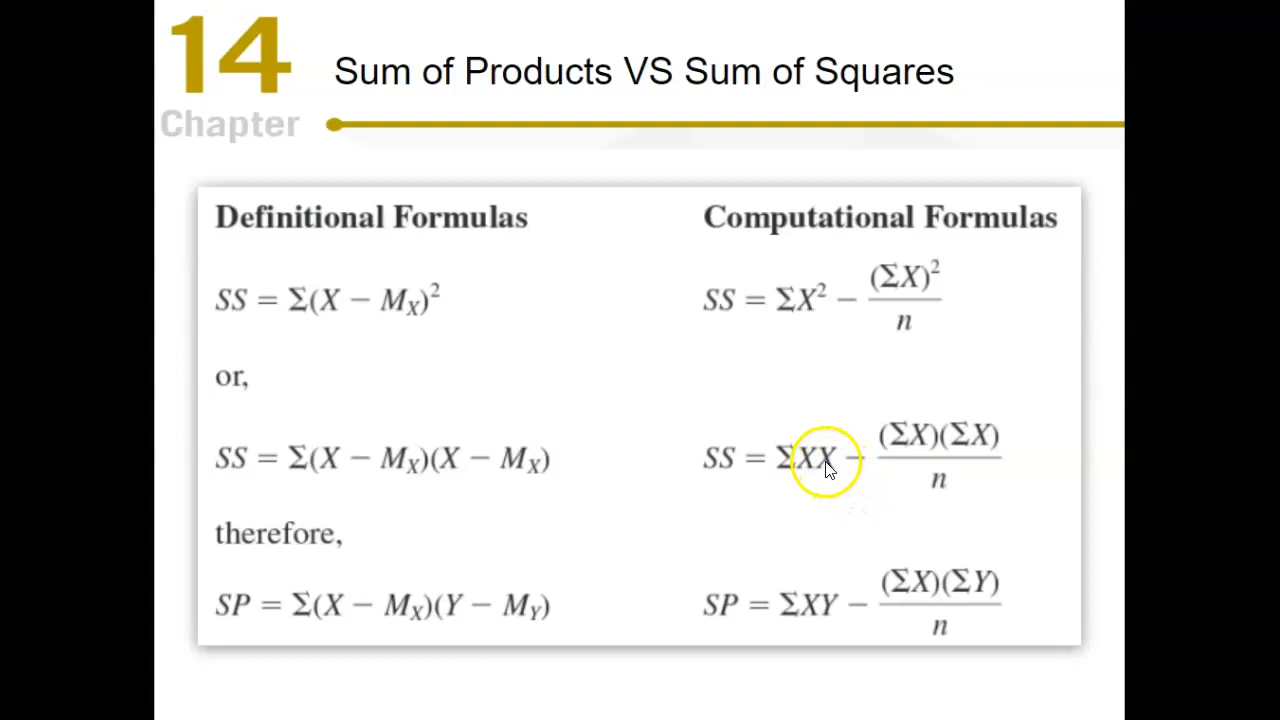 14
Chapter
Sum of Products VS Sum of Squares
Definitional Formulas
Computational Formulas
SS = Σ(X − M_X)²
SS = ΣX² − (ΣX)² / n
or,
SS = Σ(X − M_X)(X − M_X)
SS = ΣXX − (ΣX)(ΣX) / n
therefore,
SP = Σ(X − M_X)(Y − M_Y)
SP = ΣXY − (ΣX)(ΣY) / n